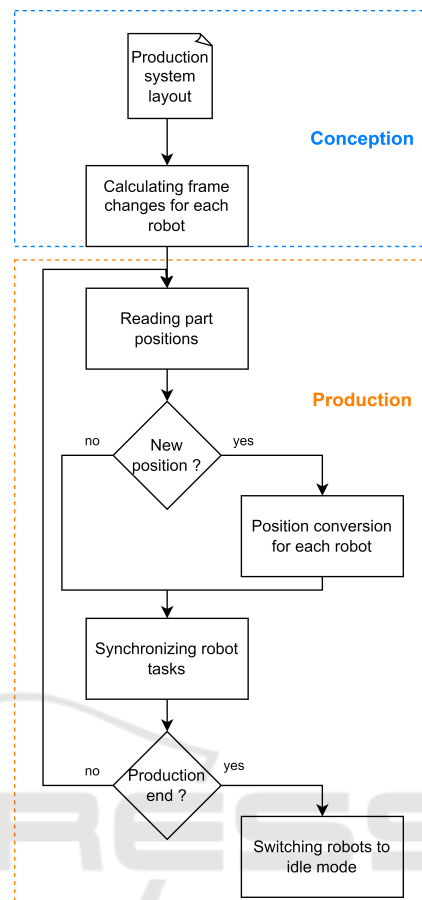 Production
system
layout
Conception
Calculating frame
changes for each
robot
Reading part
positions
Production
no
New
position ?
yes
Position conversion
for each robot
Synchronizing robot
tasks
no
Production
end ?
yes
Switching robots to
idle mode